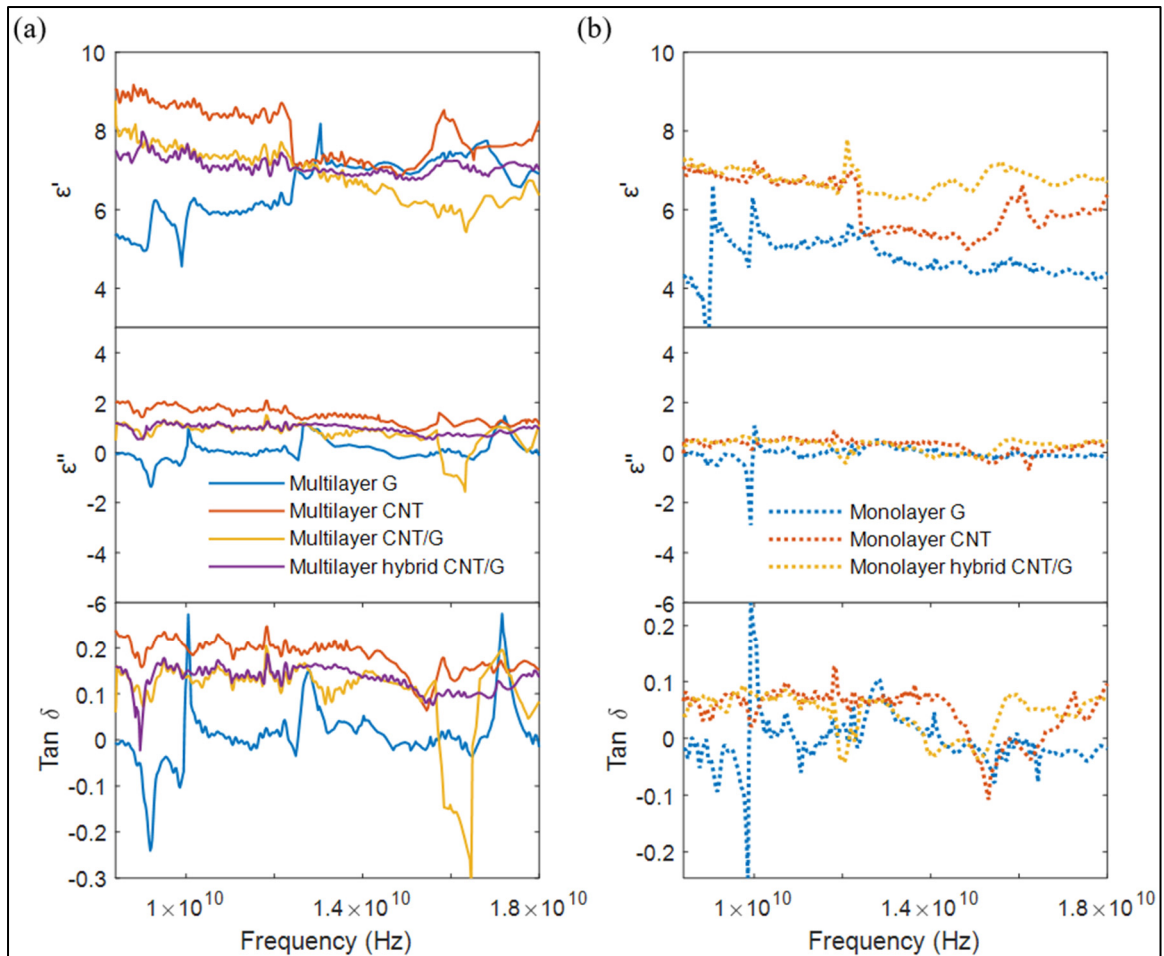 (a)
(b)
10
8
6
4
ε'
10
8
6
4
ε'
4
2
0
-2
-4
-6
ε''
Multilayer G
Multilayer CNT
Multilayer CNT/G
Multilayer hybrid CNT/G
4
2
0
-2
-4
-6
ε''
Monolayer G
Monolayer CNT
Monolayer hybrid CNT/G
0.2
0.1
0
-0.1
-0.2
-0.3
Tan δ
0.2
0.1
0
-0.1
-0.2
Tan δ
1×10¹⁰ 1.4×10¹⁰ 1.8×10¹⁰
Frequency (Hz)
1×10¹⁰ 1.4×10¹⁰ 1.8×10¹⁰
Frequency (Hz)